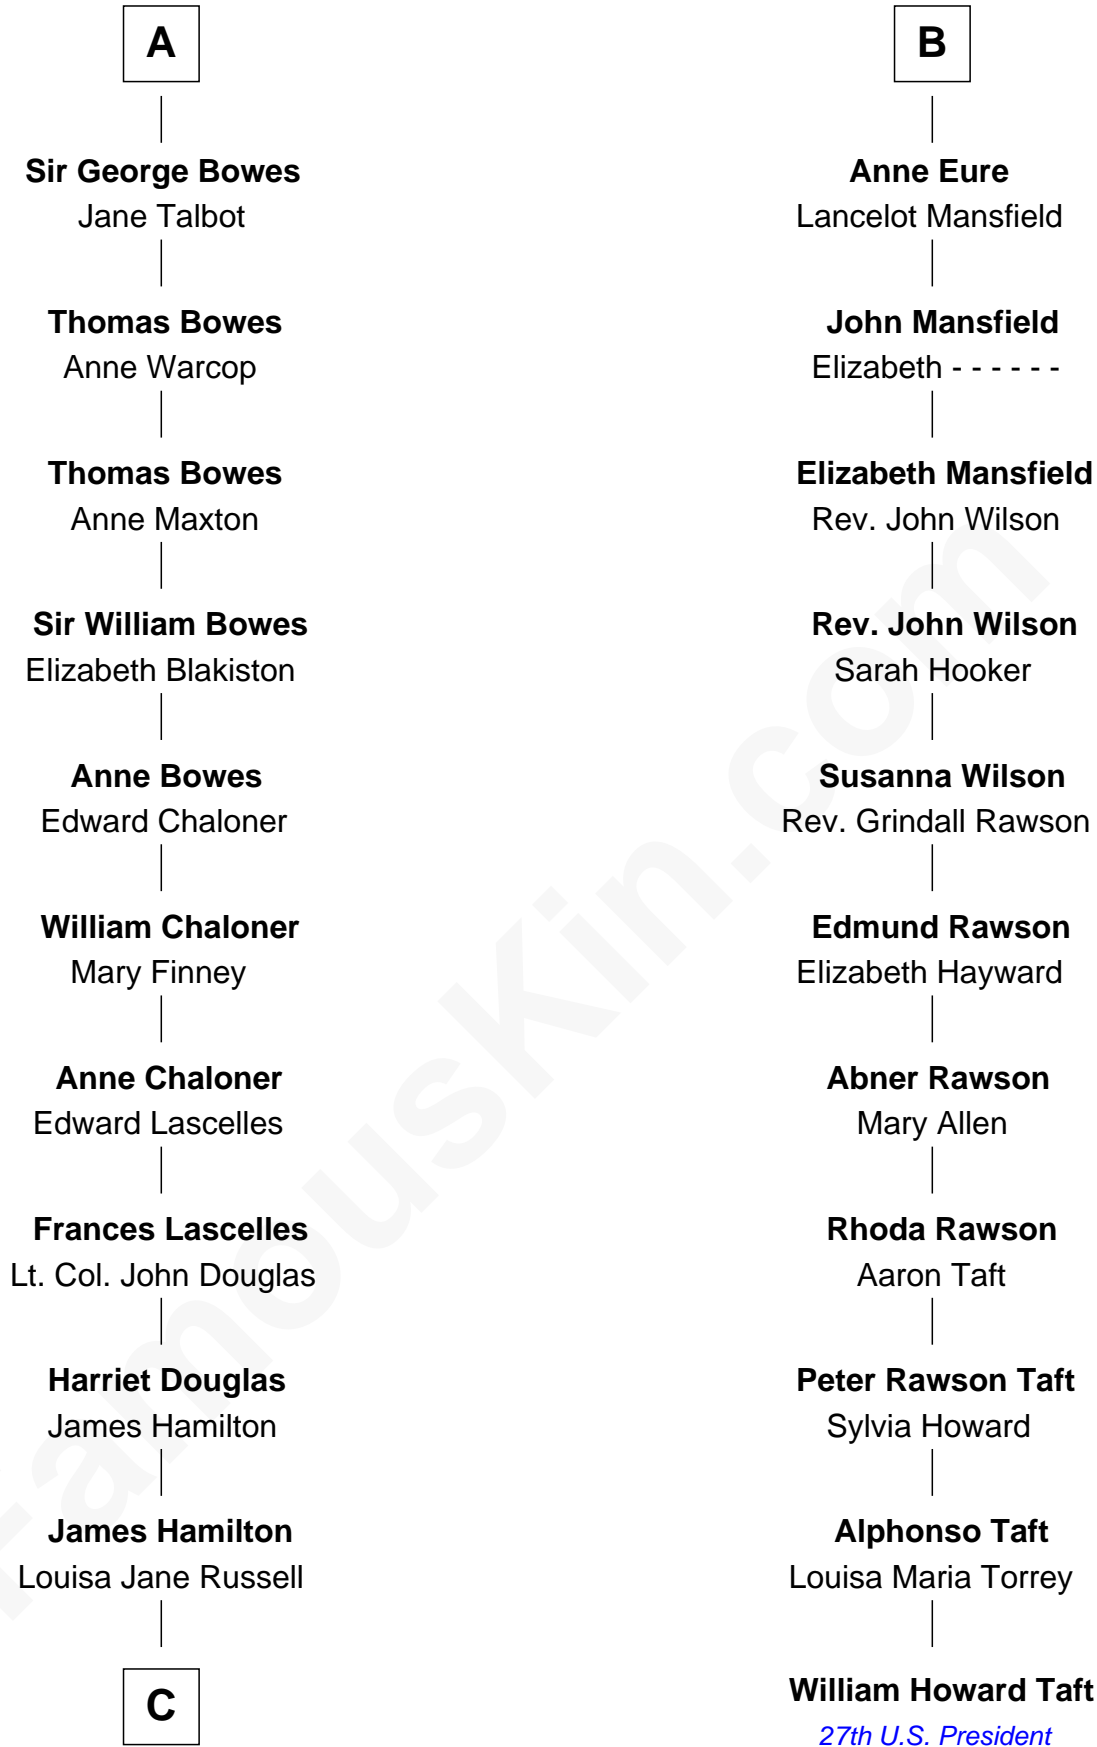 A
B
Sir George Bowes
Jane Talbot
Anne Eure
Lancelot Mansfield
Thomas Bowes
Anne Warcop
John Mansfield
Elizabeth - - - - - -
Thomas Bowes
Anne Maxton
Elizabeth Mansfield
Rev. John Wilson
Sir William Bowes
Elizabeth Blakiston
Rev. John Wilson
Sarah Hooker
Anne Bowes
Edward Chaloner
Susanna Wilson
Rev. Grindall Rawson
William Chaloner
Mary Finney
Edmund Rawson
Elizabeth Hayward
Anne Chaloner
Edward Lascelles
Abner Rawson
Mary Allen
Frances Lascelles
Lt. Col. John Douglas
Rhoda Rawson
Aaron Taft
Harriet Douglas
James Hamilton
Peter Rawson Taft
Sylvia Howard
James Hamilton
Louisa Jane Russell
Alphonso Taft
Louisa Maria Torrey
C
William Howard Taft
27th U.S. President
FamousKin.com